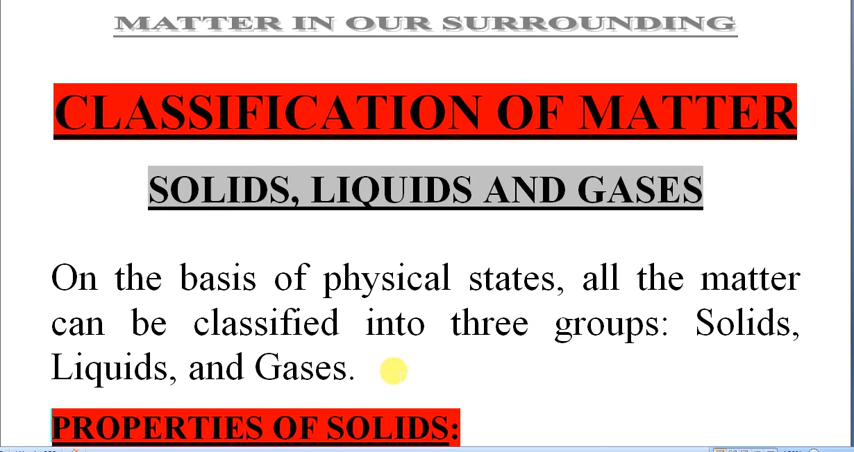 MATTER IN OUR SURROUNDING
CLASSIFICATION OF MATTER
SOLIDS, LIQUIDS AND GASES
On the basis of physical states, all the matter
can be classified into three groups: Solids,
Liquids, and Gases.
PROPERTIES OF SOLIDS: